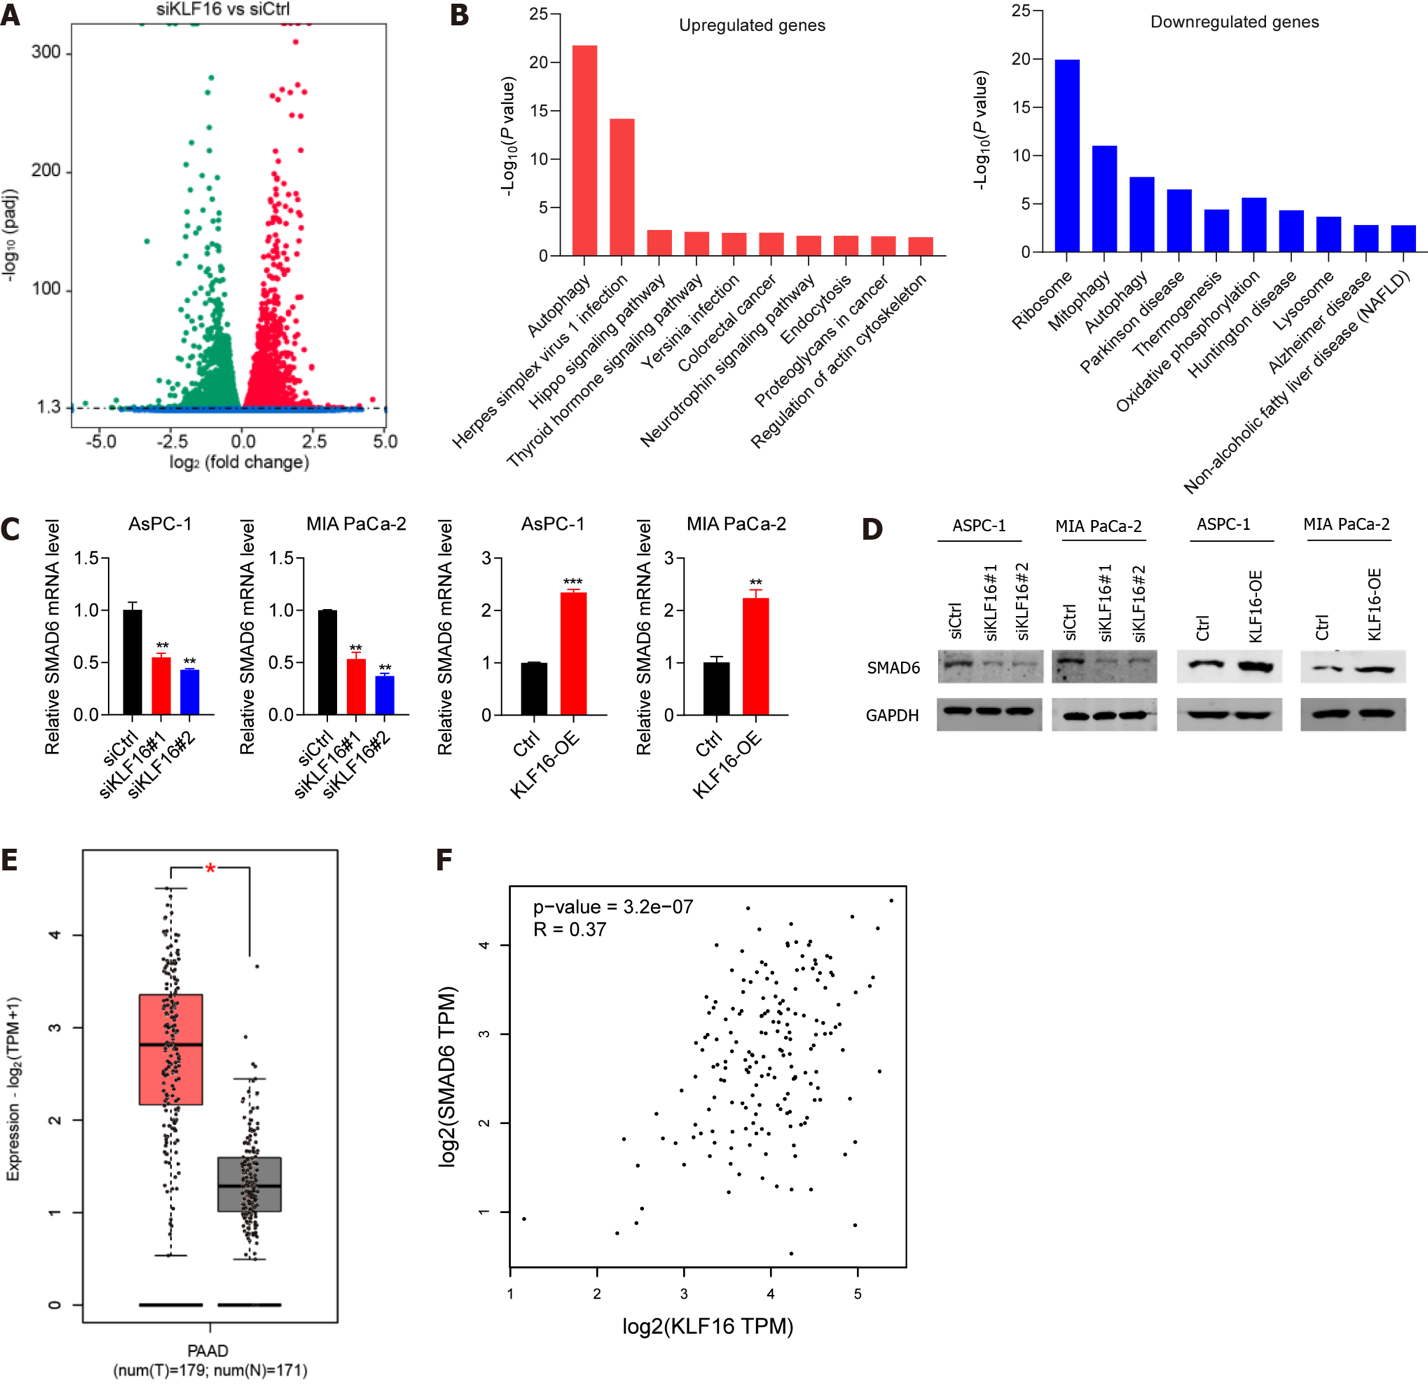 A
siKLF16 vs siCtrl
-log10 (padj)
300
200
100
1.3
-5.0 -2.5 0.0 2.5 5.0
log2 (fold change)
B
Upregulated genes
-Log10(P value)
25
20
15
10
5
0
Autophagy
Herpes simplex virus 1 infection
Hippo signaling pathway
Thyroid hormone signaling pathway
Yersinia infection
Colorectal cancer
Neurotrophin signaling pathway
Endocytosis
Proteoglycans in cancer
Regulation of actin cytoskeleton
Downregulated genes
-Log10(P value)
25
20
15
10
5
0
Ribosome
Mitophagy
Autophagy
Parkinson disease
Thermogenesis
Oxidative phosphorylation
Huntington disease
Lysosome
Alzheimer disease
Non-alcoholic fatty liver disease (NAFLD)
C
AsPC-1
Relative SMAD6 mRNA level
1.5
1.0
0.5
0.0
** **
siCtrl
siKLF16#1
siKLF16#2
MIA PaCa-2
Relative SMAD6 mRNA level
1.5
1.0
0.5
0.0
** **
siCtrl
siKLF16#1
siKLF16#2
AsPC-1
Relative SMAD6 mRNA level
3
2
1
0
***
Ctrl
KLF16-OE
MIA PaCa-2
Relative SMAD6 mRNA level
3
2
1
0
**
Ctrl
KLF16-OE
D
ASPC-1 MIA PaCa-2 ASPC-1 MIA PaCa-2
siCtrl
siKLF16#1
siKLF16#2
siCtrl
siKLF16#1
siKLF16#2
Ctrl
KLF16-OE
Ctrl
KLF16-OE
SMAD6
GAPDH
E
Expression - log2(TPM+1)
*
4
3
2
1
0
PAAD
(num(T)=179; num(N)=171)
F
p-value = 3.2e-07
R = 0.37
log2(SMAD6 TPM)
4
3
2
1
1 2 3 4 5
log2(KLF16 TPM)